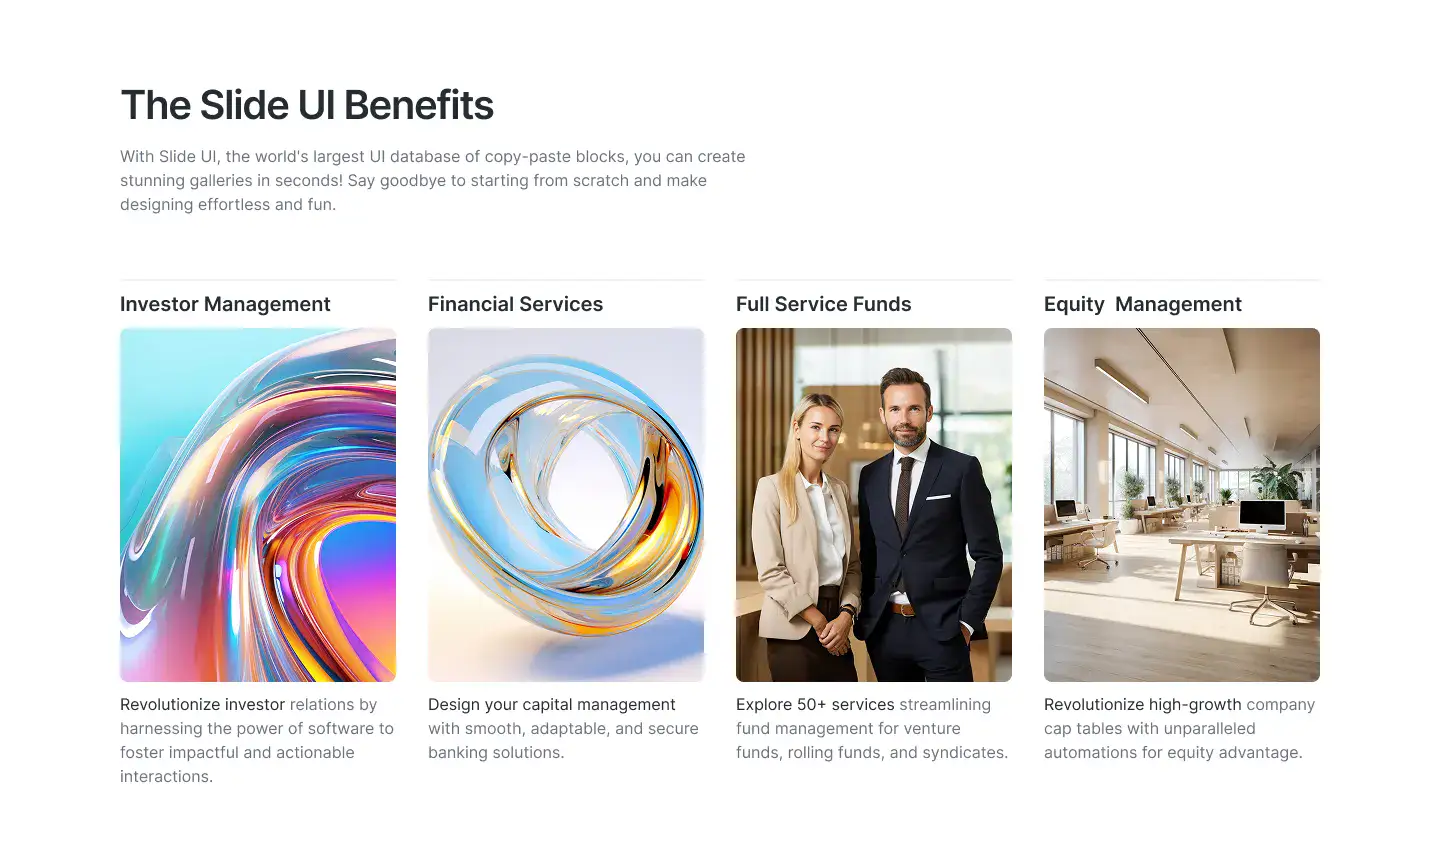 The Slide UI Benefits
With Slide UI, the world's largest UI database of copy-paste blocks, you can create
stunning galleries in seconds! Say goodbye to starting from scratch and make
designing effortless and fun.
Investor Management
Revolutionize investor relations by
harnessing the power of software to
foster impactful and actionable
interactions.
Financial Services
Design your capital management
with smooth, adaptable, and secure
banking solutions.
Full Service Funds
Explore 50+ services streamlining
fund management for venture
funds, rolling funds, and syndicates.
Equity  Management
Revolutionize high-growth company
cap tables with unparalleled
automations for equity advantage.